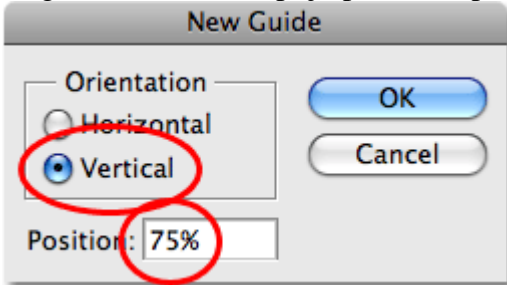 New Guide
Orientation
OK
Horizontal
Cancel
Vertical
Position: 75%